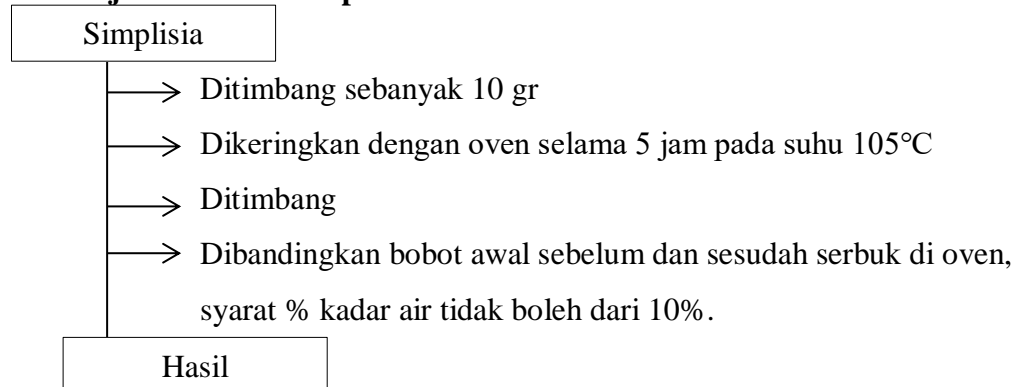 Simplisia
Ditimbang sebanyak 10 gr
Dikeringkan dengan oven selama 5 jam pada suhu 105°C
Ditimbang
Dibandingkan bobot awal sebelum dan sesudah serbuk di oven,
syarat % kadar air tidak boleh dari 10%.
Hasil